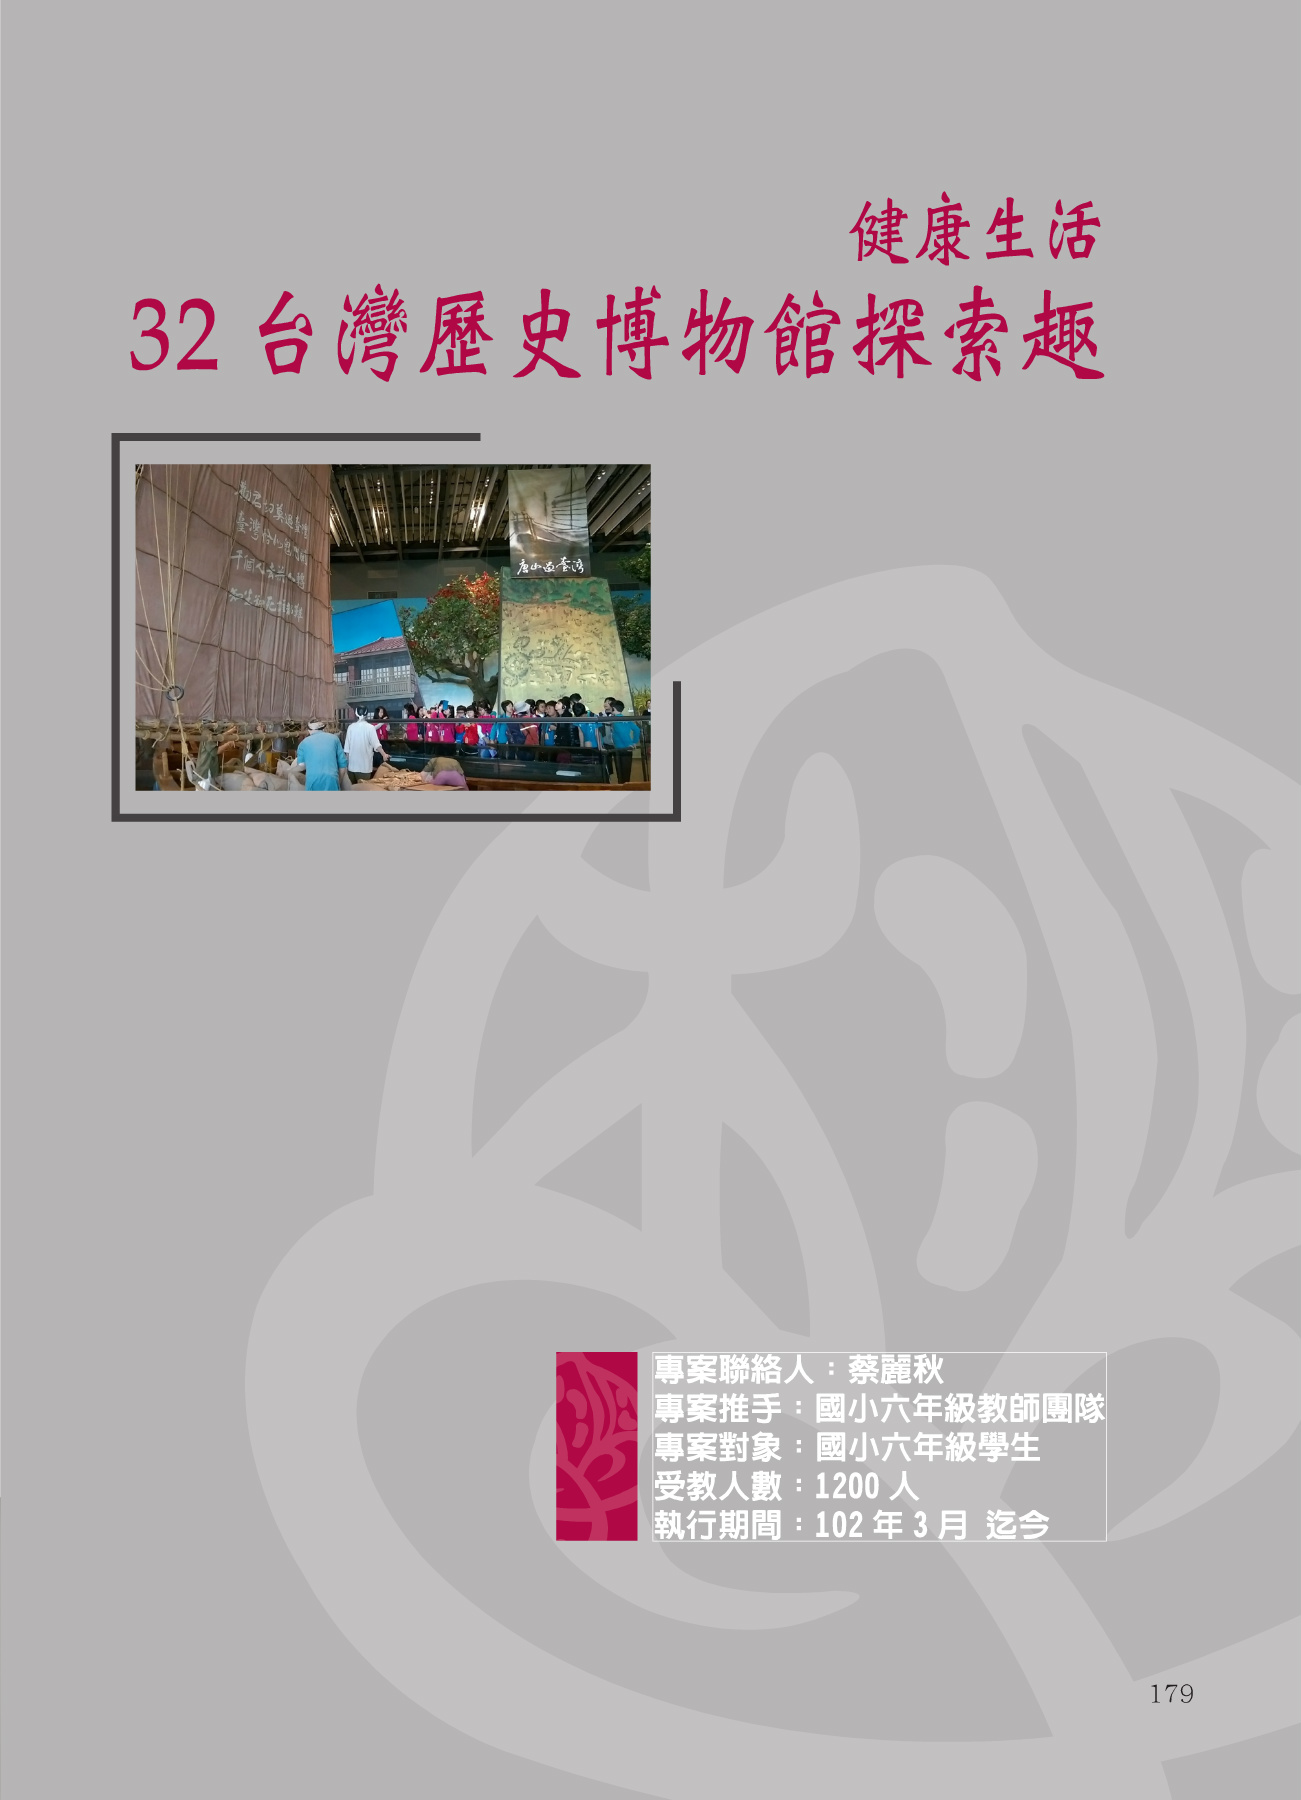 健康生活
32 台灣歷史博物館探索趣
唐山過臺灣
專案聯絡人：蔡麗秋
專案推手：國小六年級教師團隊
專案對象：國小六年級學生
受教人數：1200 人
執行期間：102 年 3 月 迄今
179